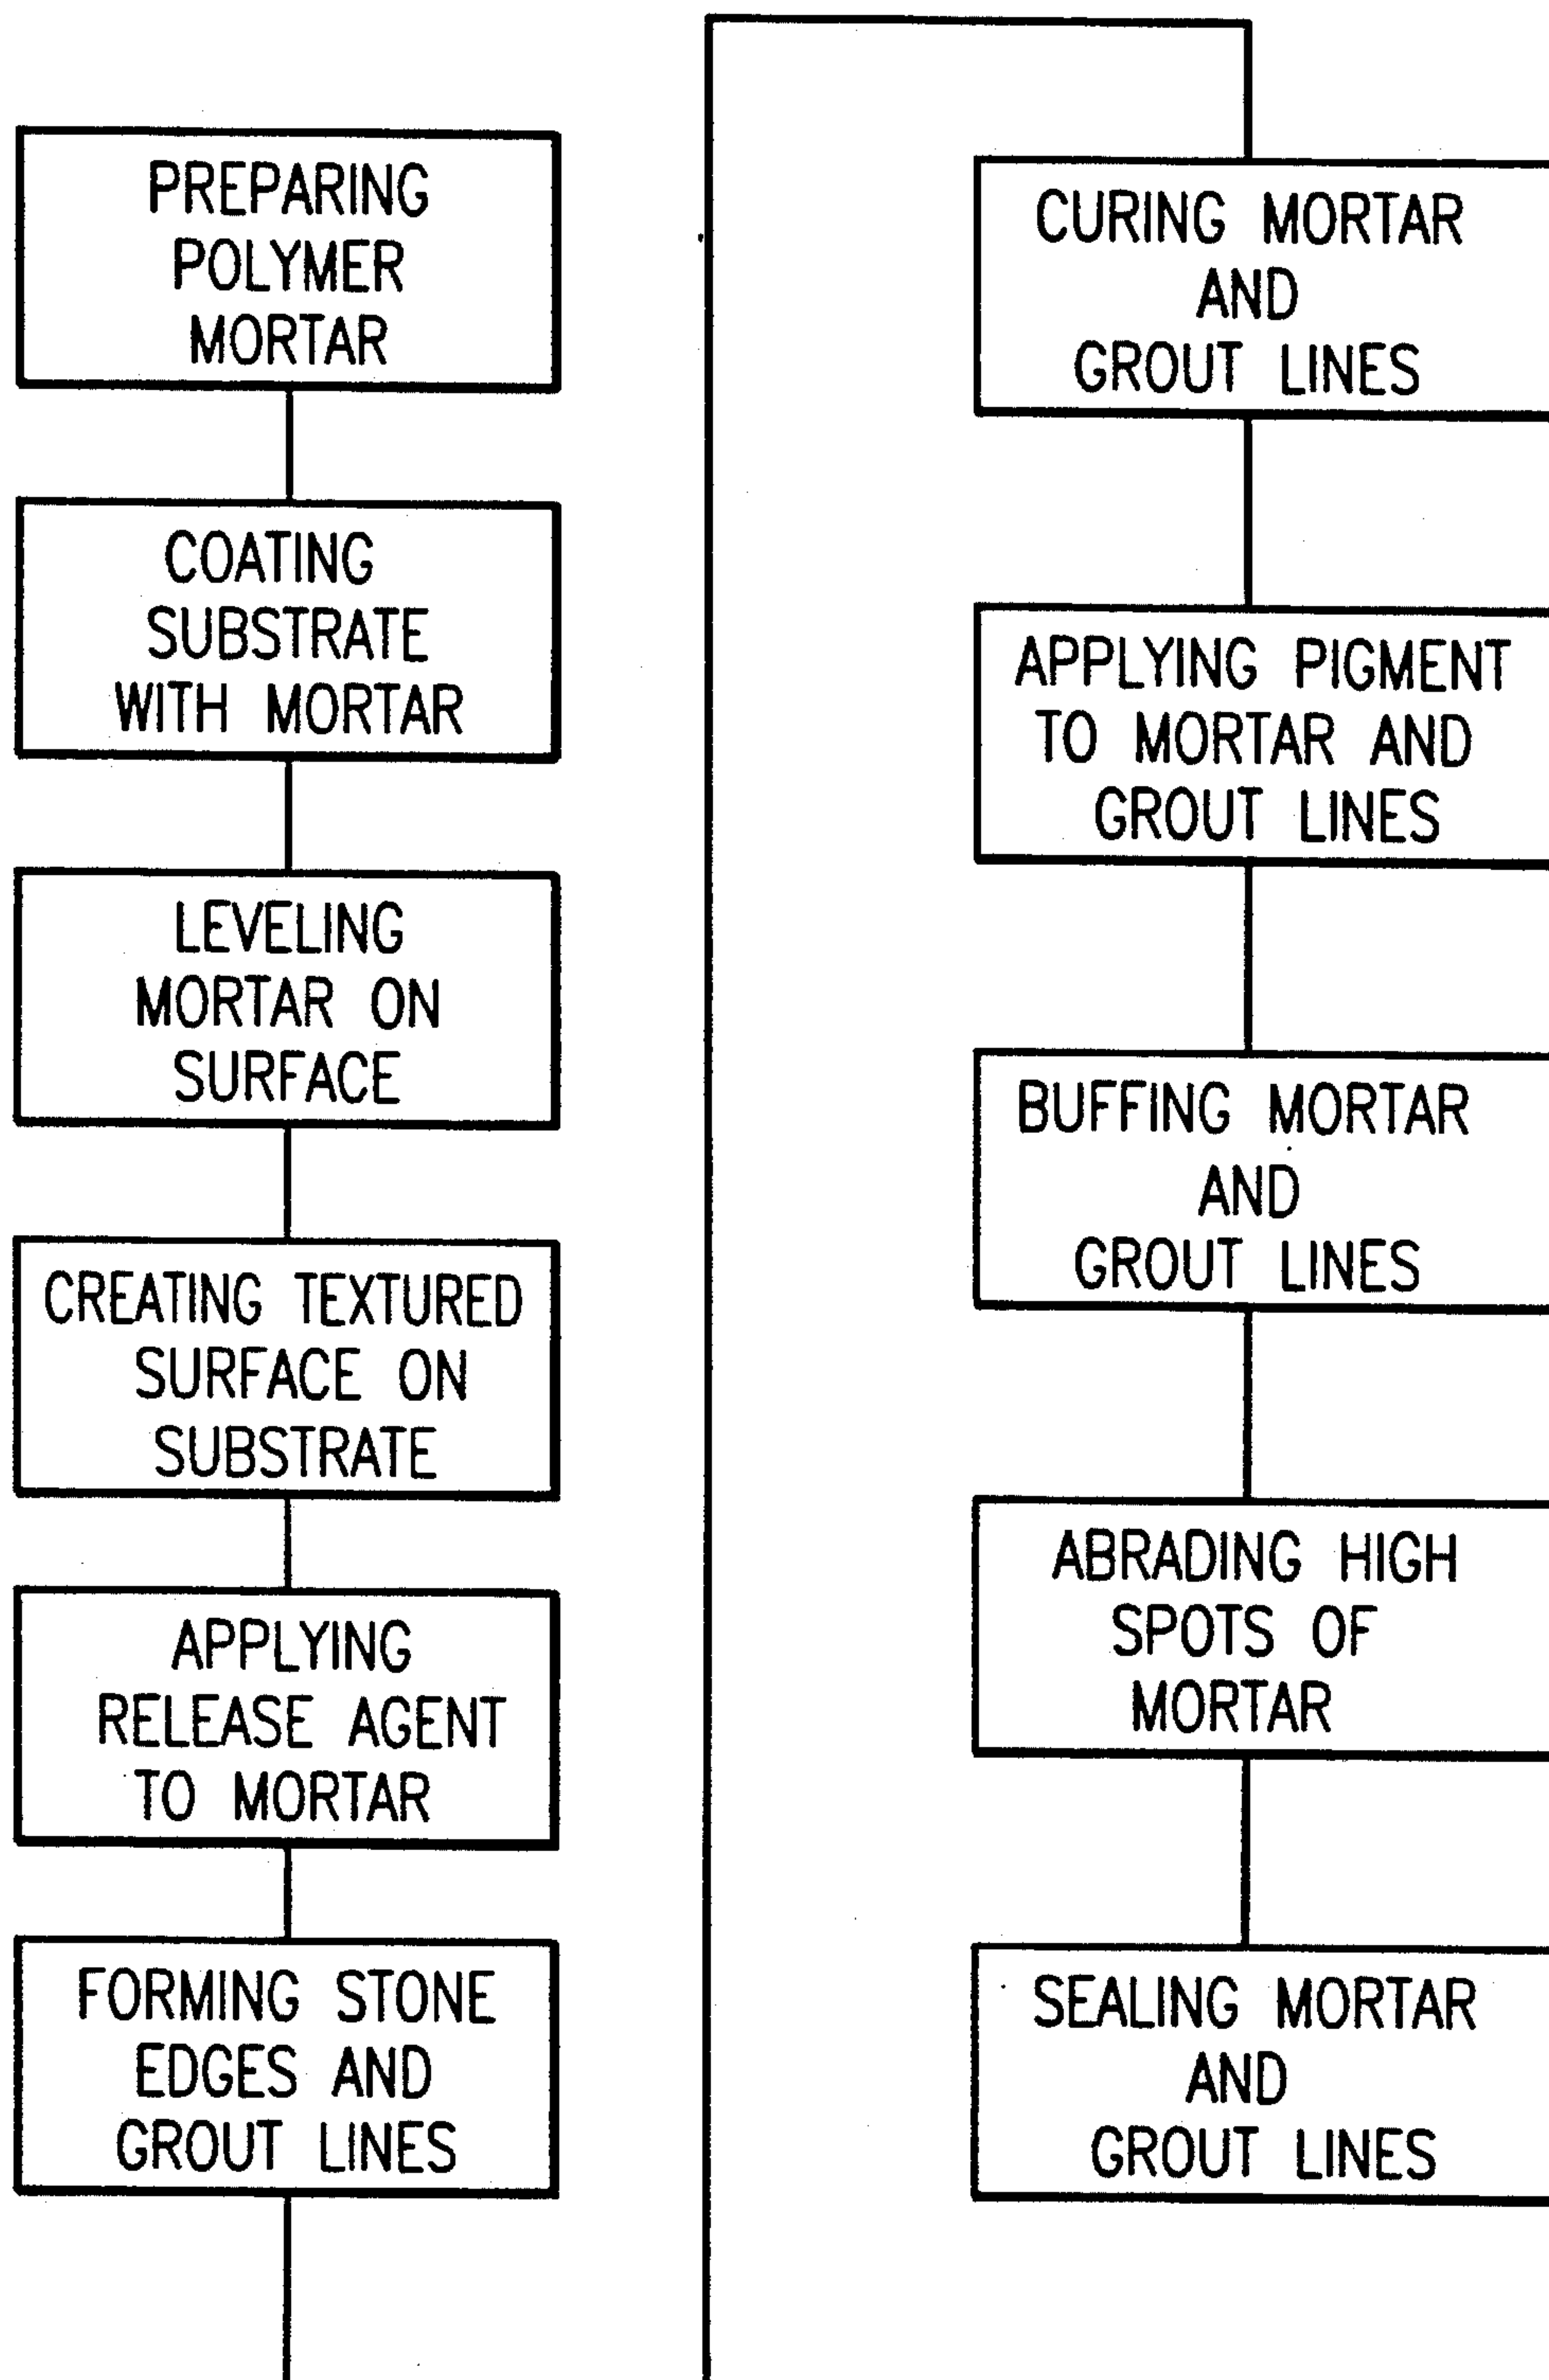 PREPARING
POLYMER
MORTAR
COATING
SUBSTRATE
WITH MORTAR
LEVELING
MORTAR ON
SURFACE
CREATING TEXTURED
SURFACE ON
SUBSTRATE
APPLYING
RELEASE AGENT
TO MORTAR
FORMING STONE
EDGES AND
GROUT LINES
CURING MORTAR
AND
GROUT LINES
APPLYING PIGMENT
TO MORTAR AND
GROUT LINES
BUFFING MORTAR
AND
GROUT LINES
ABRADING HIGH
SPOTS OF
MORTAR
SEALING MORTAR
AND
GROUT LINES